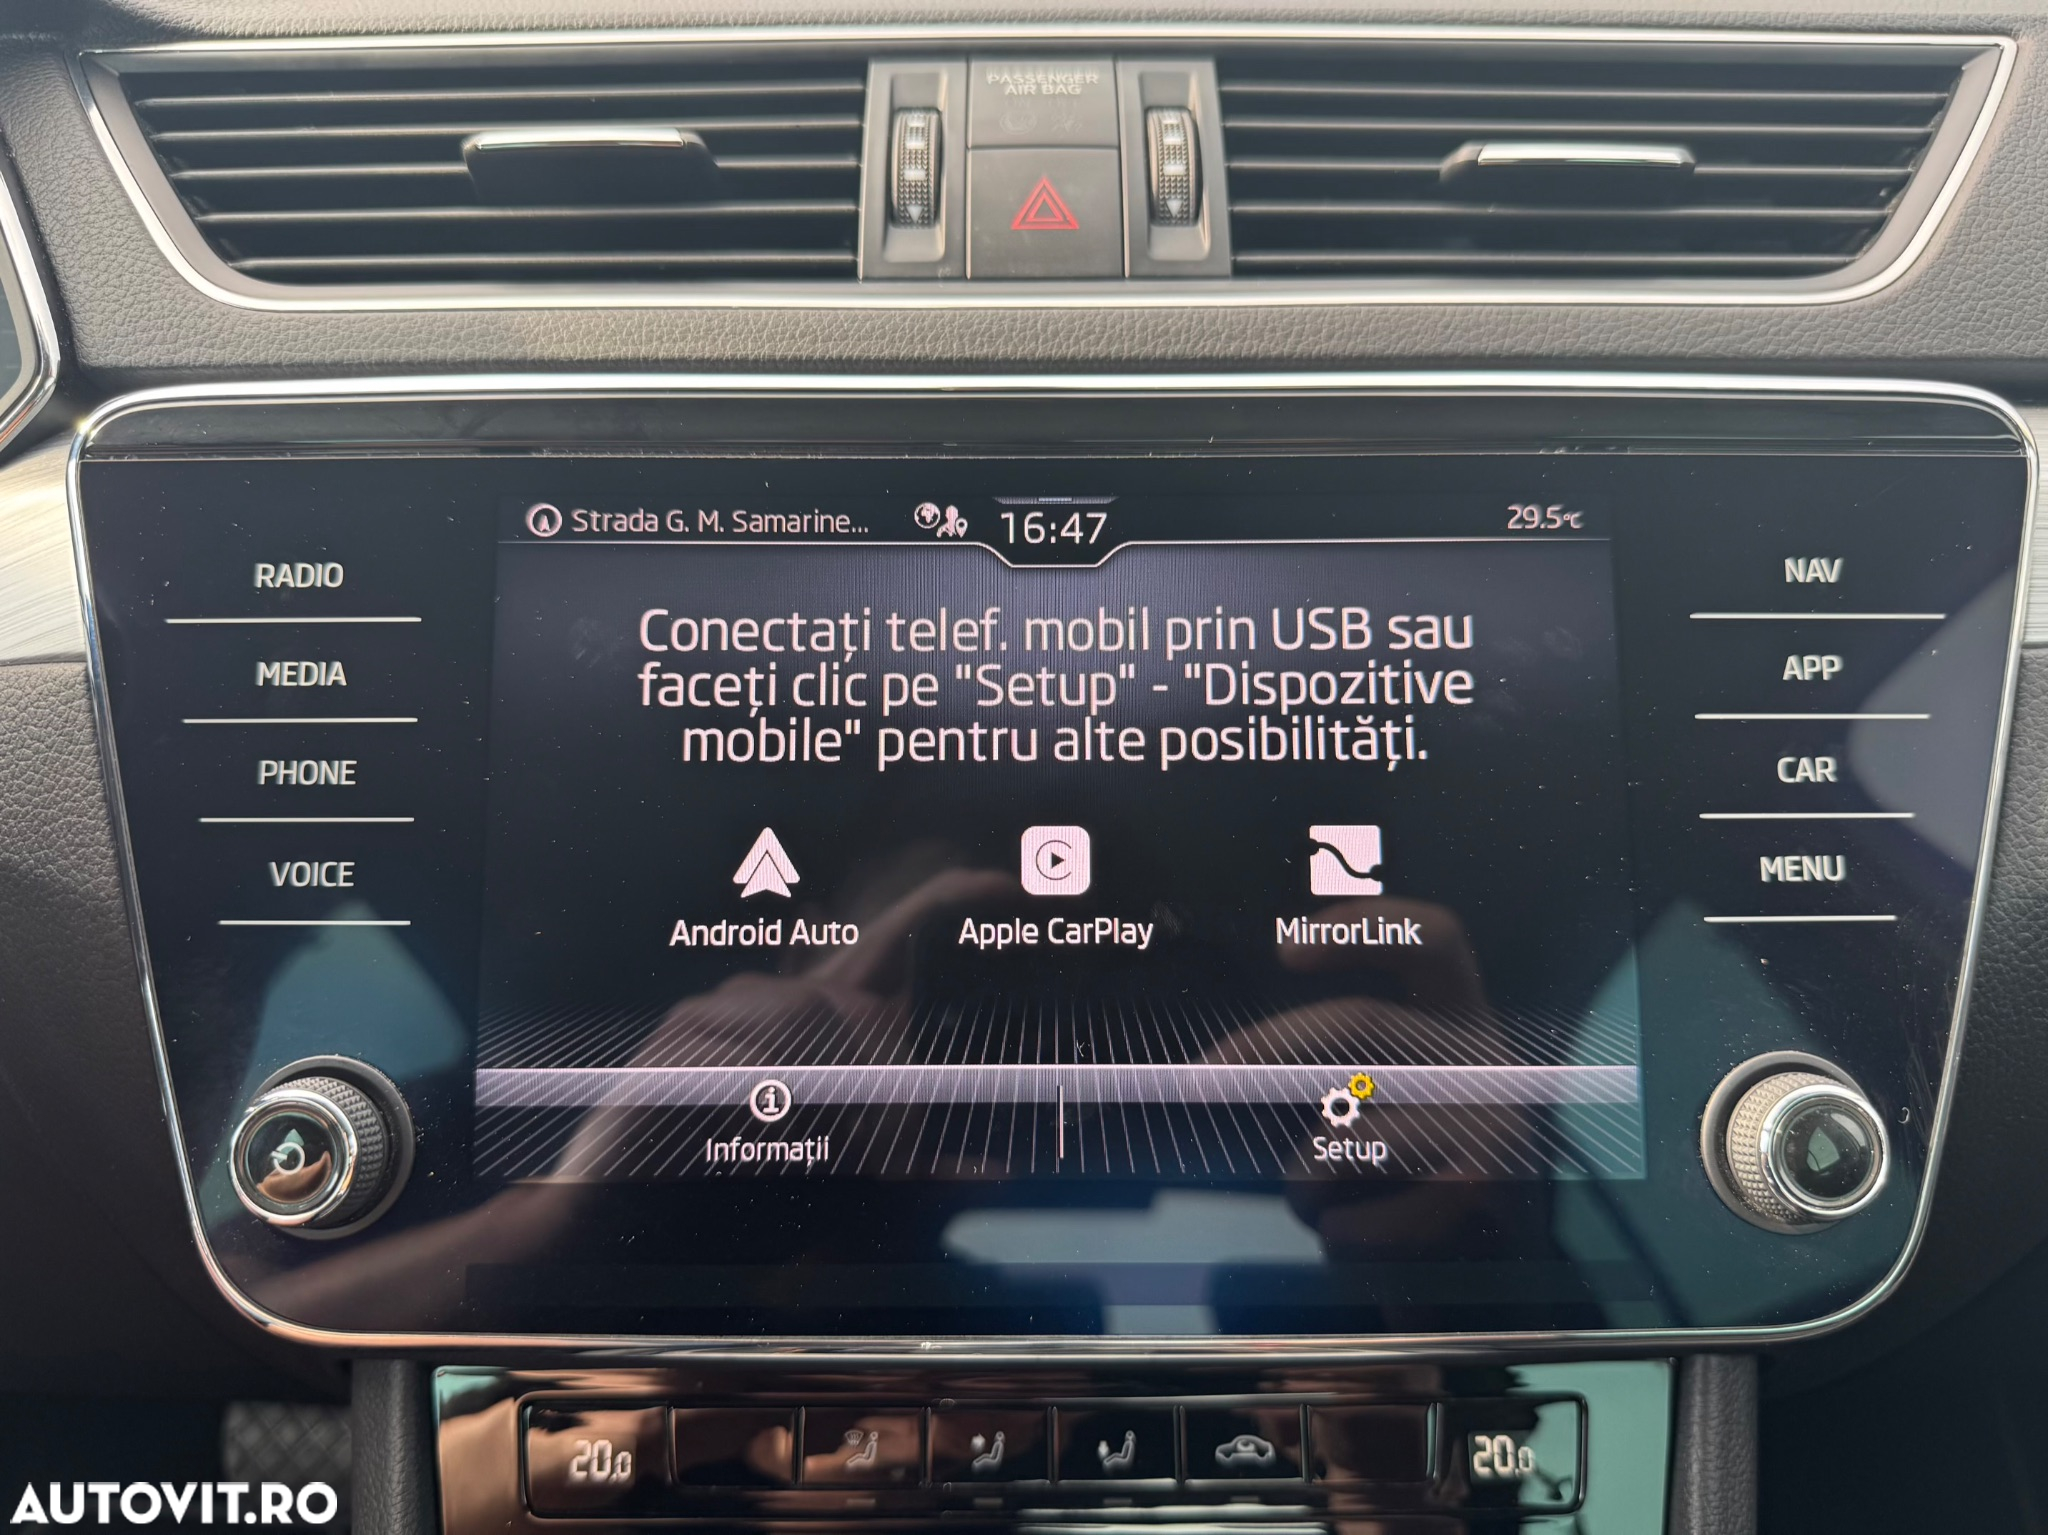 PASSENGER
AIR BAG
Strada G. M. Samarine...
16:47
29.5°C
RADIO
MEDIA
PHONE
VOICE
Conectați telef. mobil prin USB sau
faceți clic pe "Setup" - "Dispozitive
mobile" pentru alte posibilități.
Android Auto
Apple CarPlay
MirrorLink
Informații
Setup
NAV
APP
CAR
MENU
20.0
20.0
AUTOVIT.RO